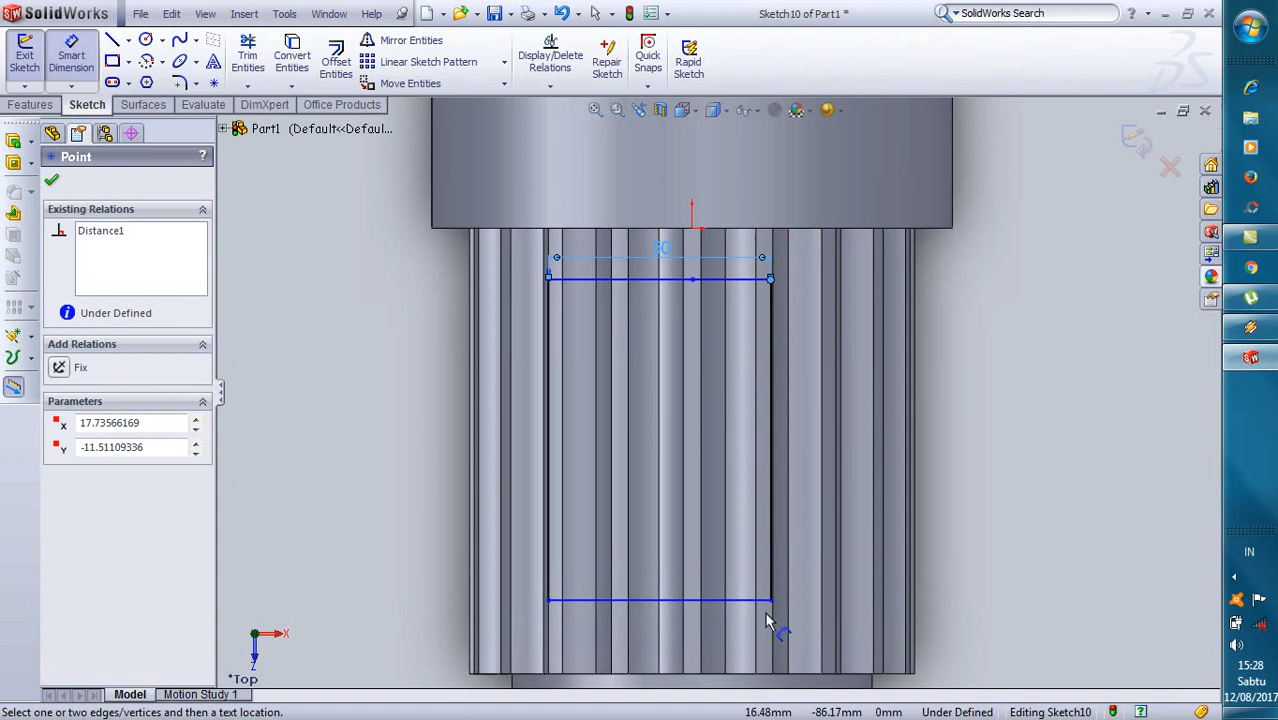 SolidWorks
File
Edit
View
Insert
Tools
Window
Help
Sketch10 of Part1 *
SolidWorks Search
Exit Sketch
Smart Dimension
Trim Entities
Convert Entities
Offset Entities
Mirror Entities
Linear Sketch Pattern
Move Entities
Display/Delete Relations
Repair Sketch
Quick Snaps
Rapid Sketch
Features
Sketch
Surfaces
Evaluate
DimXpert
Office Products
Part1 (Default<<Defaul...
Point
?
Existing Relations
Distance1
Under Defined
Add Relations
Fix
Parameters
X 17.73566169
Y -11.51109336
X
Z
*Top
Model
Motion Study 1
Select one or two edges/vertices and then a text location.
16.48mm
-86.17mm
0mm
Under Defined
Editing Sketch10
IN
15:28
Sabtu
12/08/2017